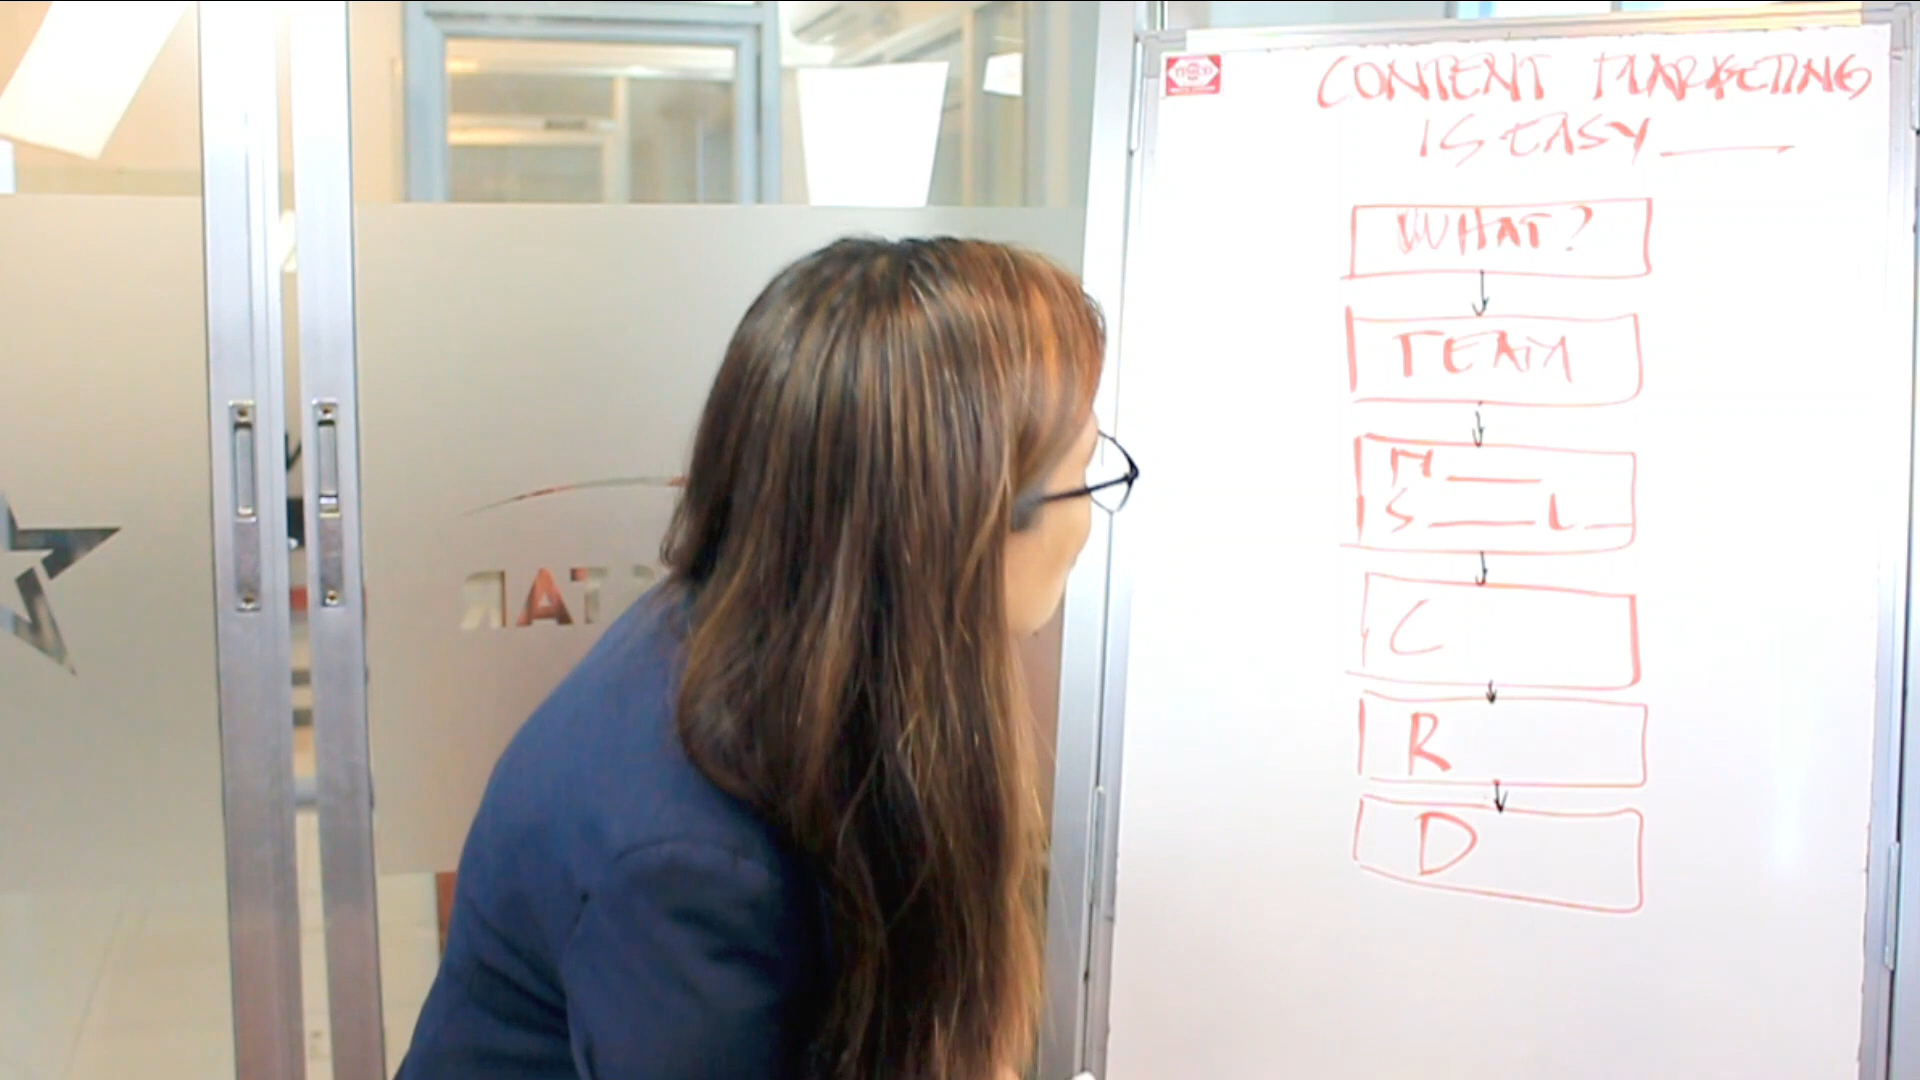 CONTENT MARKETING
IS EASY
WHAT?
TEAM
M
S L
C
R
D